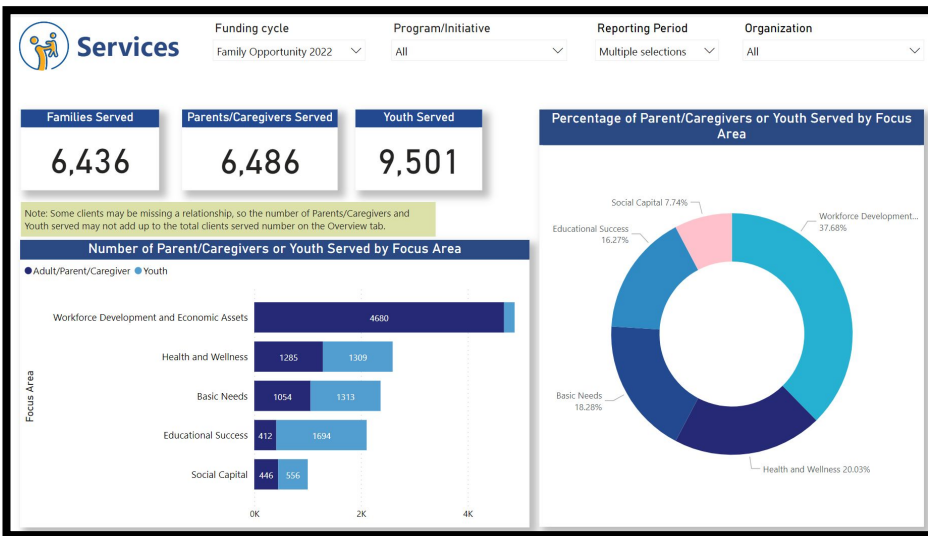 Services
Funding cycle
Family Opportunity 2022
Program/Initiative
All
Reporting Period
Multiple selections
Organization
All
Families Served
6,436
Parents/Caregivers Served
6,486
Youth Served
9,501
Note: Some clients may be missing a relationship, so the number of Parents/Caregivers and
Youth served may not add up to the total clients served number on the Overview tab.
Number of Parent/Caregivers or Youth Served by Focus Area
Adult/Parent/Caregiver Youth
Focus Area
Workforce Development and Economic Assets 4680
Health and Wellness 1285 1309
Basic Needs 1054 1313
Educational Success 412 1694
Social Capital 446 556
0K 2K 4K
Percentage of Parent/Caregivers or Youth Served by Focus
Area
Social Capital 7.74%
Workforce Development...
37.68%
Educational Success
16.27%
Basic Needs
18.28%
Health and Wellness 20.03%